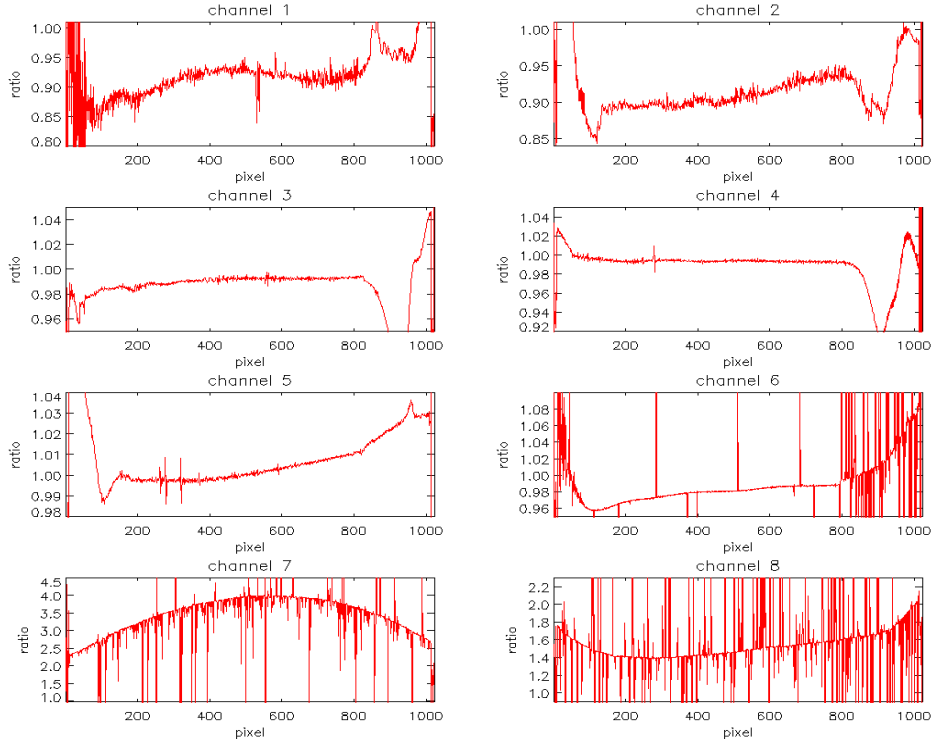 channel 1
1.00
0.95
0.90
0.85
0.80
ratio
200 400 600 800 1000
pixel
channel 2
1.00
0.95
0.90
0.85
ratio
200 400 600 800 1000
pixel
channel 3
1.04
1.02
1.00
0.98
0.96
ratio
200 400 600 800 1000
pixel
channel 4
1.04
1.02
1.00
0.98
0.96
0.94
0.92
ratio
200 400 600 800 1000
pixel
channel 5
1.04
1.03
1.02
1.01
1.00
0.99
0.98
ratio
200 400 600 800 1000
pixel
channel 6
1.08
1.06
1.04
1.02
1.00
0.98
0.96
ratio
200 400 600 800 1000
pixel
channel 7
4.5
4.0
3.5
3.0
2.5
2.0
1.5
1.0
ratio
200 400 600 800 1000
pixel
channel 8
2.2
2.0
1.8
1.6
1.4
1.2
1.0
ratio
200 400 600 800 1000
pixel